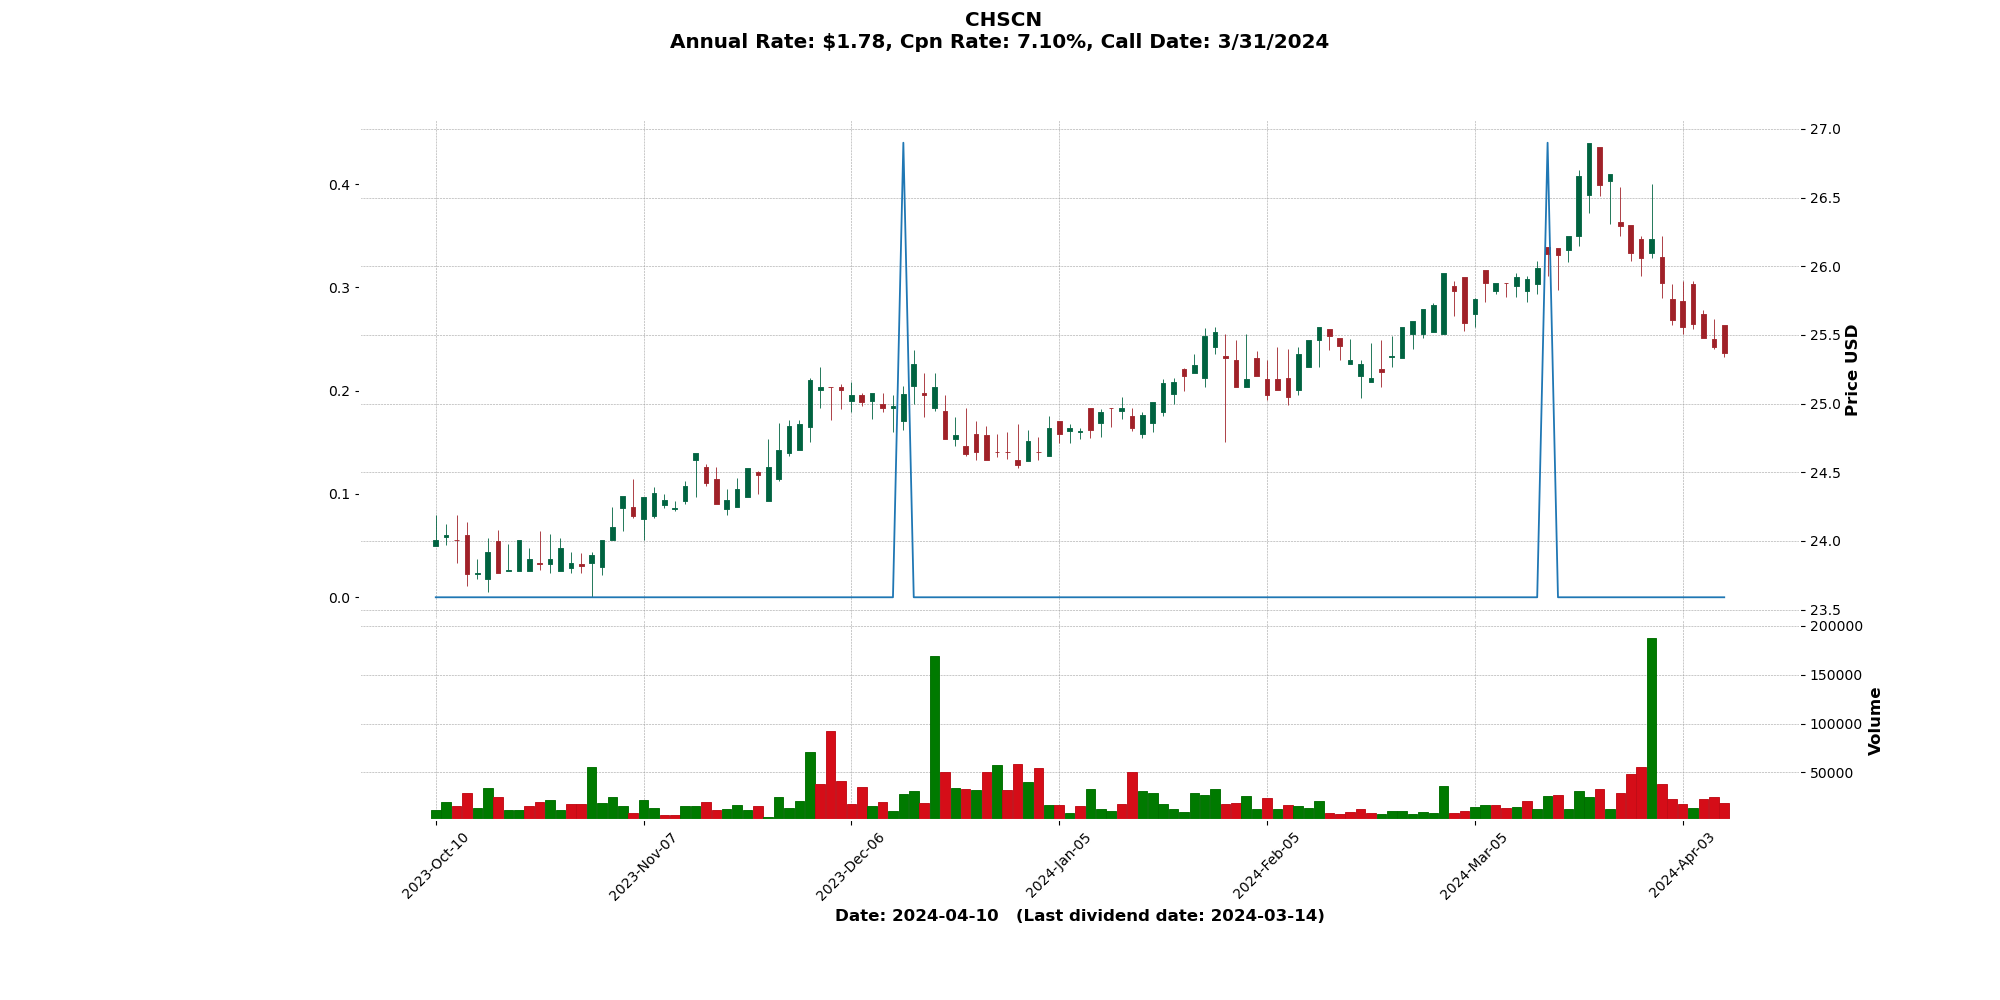 CHSCN
Annual Rate: $1.78, Cpn Rate: 7.10%, Call Date: 3/31/2024
0.4
0.3
0.2
0.1
0.0
27.0
26.5
26.0
25.5
25.0
24.5
24.0
23.5
Price USD
200000
150000
100000
50000
Volume
2023-Oct-10
2023-Nov-07
2023-Dec-06
2024-Jan-05
2024-Feb-05
2024-Mar-05
2024-Apr-03
Date: 2024-04-10 (Last dividend date: 2024-03-14)